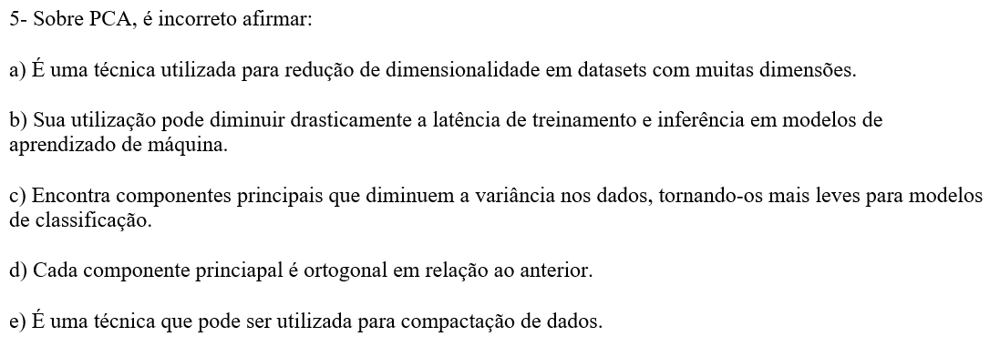 5- Sobre PCA, é incorreto afirmar:
a) É uma técnica utilizada para redução de dimensionalidade em datasets com muitas dimensões.
b) Sua utilização pode diminuir drasticamente a latência de treinamento e inferência em modelos de
aprendizado de máquina.
c) Encontra componentes principais que diminuem a variância nos dados, tornando-os mais leves para modelos
de classificação.
d) Cada componente princiapal é ortogonal em relação ao anterior.
e) É uma técnica que pode ser utilizada para compactação de dados.